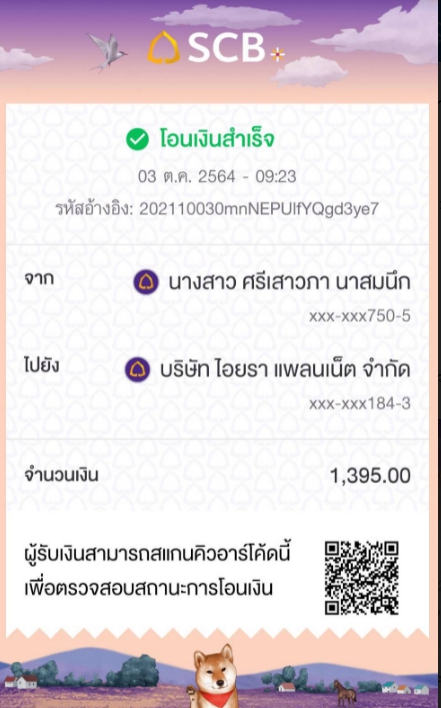 SCB+
โอนเงินสำเร็จ
03 ต.ค. 2564 - 09:23
รหัสอ้างอิง: 202110030mnNEPUlfYQgd3ye7
จาก นางสาว ศรีเสาวภา นาสมนึก
xxx-xxx750-5
ไปยัง บริษัท ไอยรา แพลนเน็ต จำกัด
xxx-xxx184-3
จำนวนเงิน 1,395.00
ผู้รับเงินสามารถสแกนคิวอาร์โค้ดนี้
เพื่อตรวจสอบสถานะการโอนเงิน